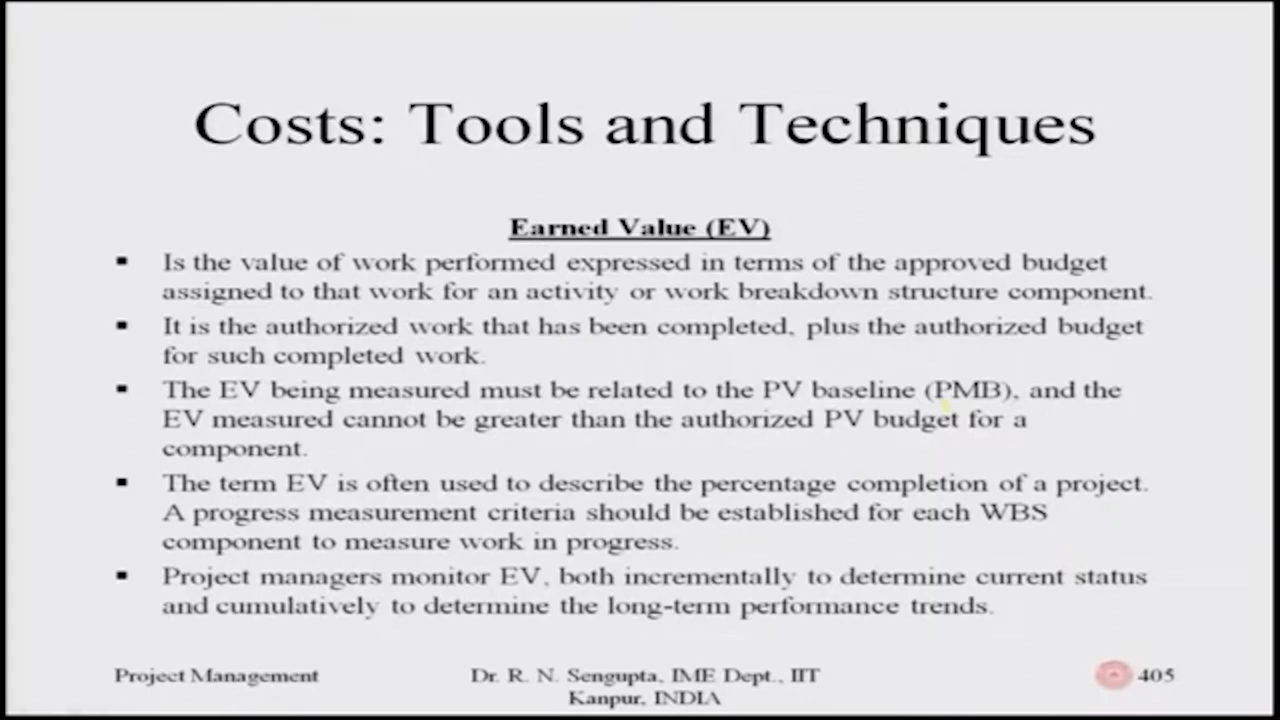 Costs: Tools and Techniques
Earned Value (EV)
▪ Is the value of work performed expressed in terms of the approved budget
assigned to that work for an activity or work breakdown structure component.
▪ It is the authorized work that has been completed, plus the authorized budget
for such completed work.
▪ The EV being measured must be related to the PV baseline (PMB), and the
EV measured cannot be greater than the authorized PV budget for a
component.
▪ The term EV is often used to describe the percentage completion of a project.
A progress measurement criteria should be established for each WBS
component to measure work in progress.
▪ Project managers monitor EV, both incrementally to determine current status
and cumulatively to determine the long-term performance trends.
Project Management
Dr. R. N. Sengupta, IME Dept., IIT
Kanpur, INDIA
405